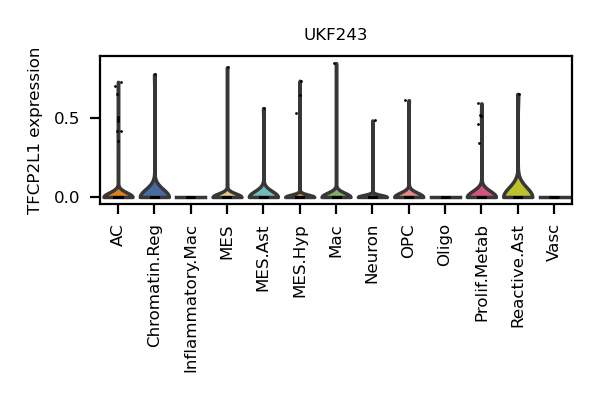 UKF243
TFCP2L1 expression
0.5
0.0
AC
Chromatin.Reg
Inflammatory.Mac
MES
MES.Ast
MES.Hyp
Mac
Neuron
OPC
Oligo
Prolif.Metab
Reactive.Ast
Vasc